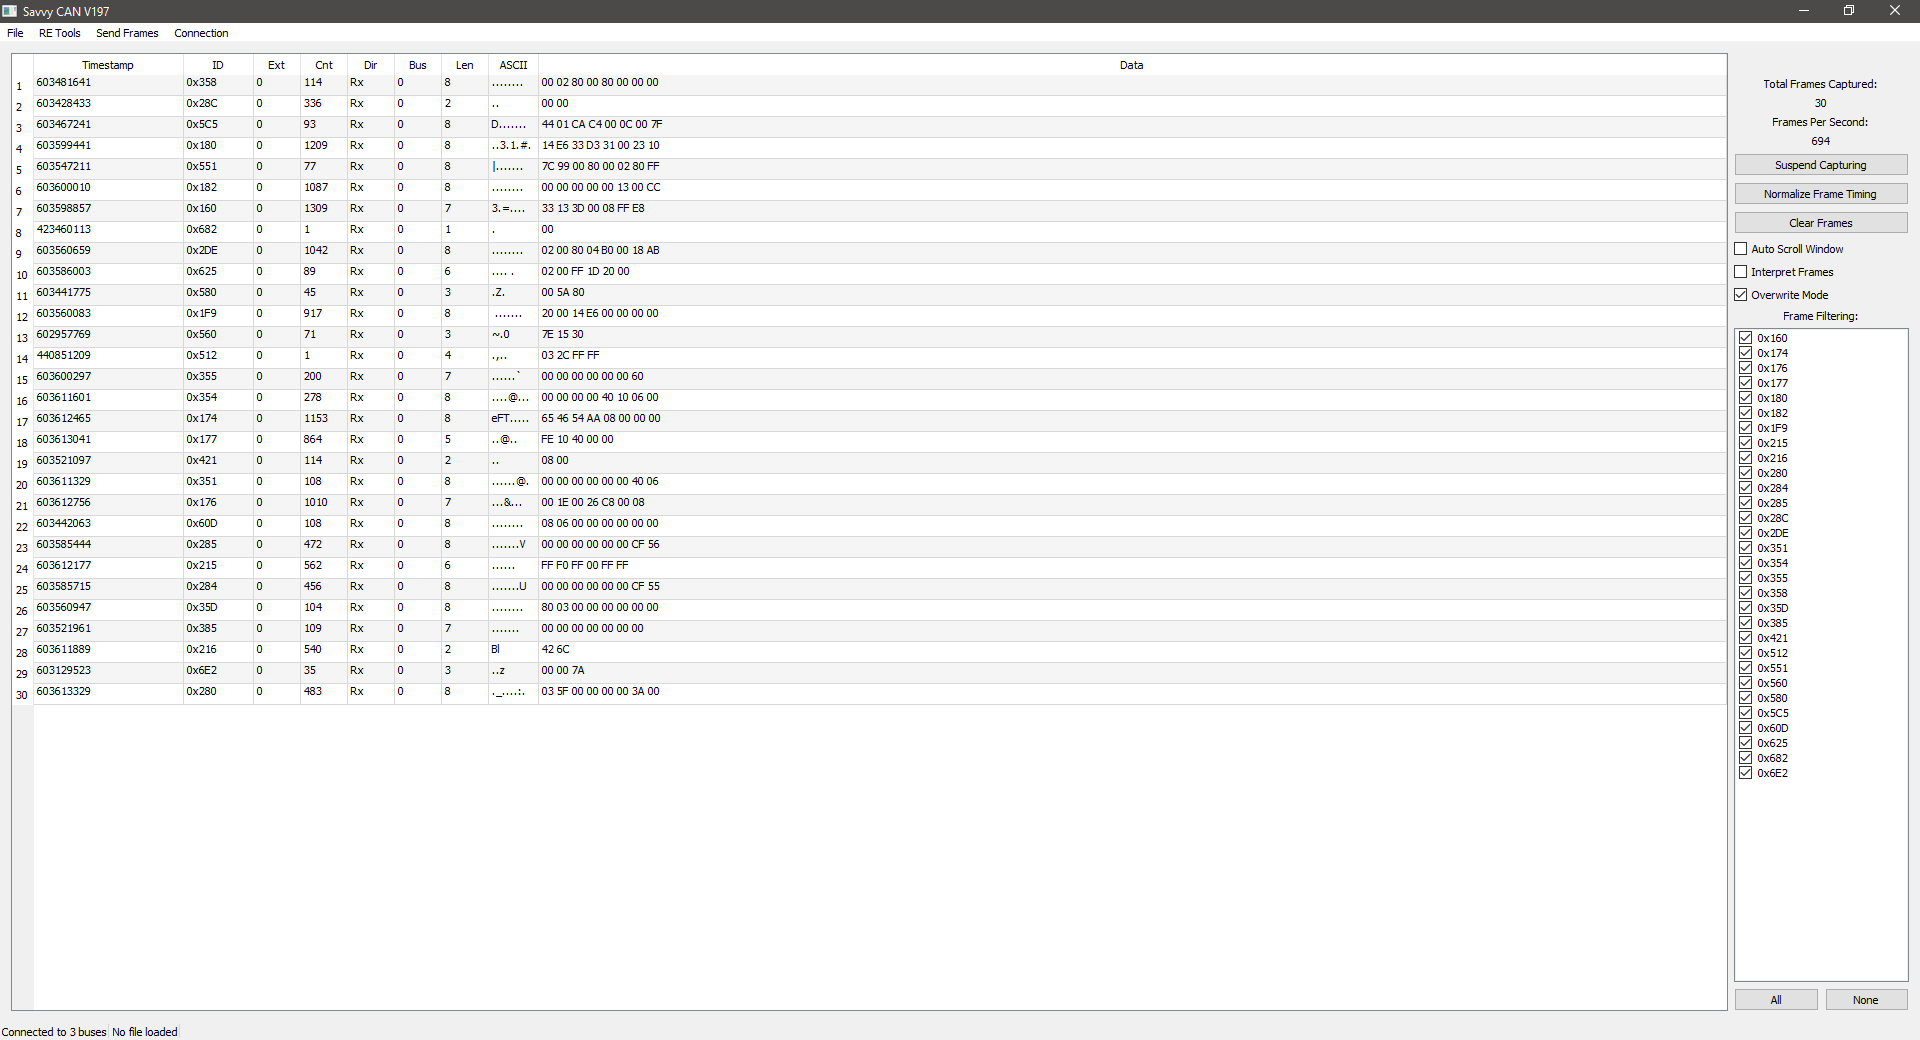 Savvy CAN V197
File RE Tools Send Frames Connection
Timestamp ID Ext Cnt Dir Bus Len ASCII Data
1 603481641 0x358 0 114 Rx 0 8 ........ 00 02 80 00 80 00 00 00
2 603428433 0x28C 0 336 Rx 0 2 .. 00 00
3 603467241 0x5C5 0 93 Rx 0 8 D....... 44 01 CA C4 00 0C 00 7F
4 603599441 0x180 0 1209 Rx 0 8 ..3.1.#. 14 E6 33 D3 31 00 23 10
5 603547211 0x551 0 77 Rx 0 8 |....... 7C 99 00 80 00 02 80 FF
6 603600010 0x182 0 1087 Rx 0 8 ........ 00 00 00 00 00 13 00 CC
7 603598857 0x160 0 1309 Rx 0 7 3.=.... 33 13 3D 00 08 FF E8
8 423460113 0x682 0 1 Rx 0 1 . 00
9 603560659 0x2DE 0 1042 Rx 0 8 ........ 02 00 80 04 B0 00 18 AB
10 603586003 0x625 0 89 Rx 0 6 .... . 02 00 FF 1D 20 00
11 603441775 0x580 0 45 Rx 0 3 .Z. 00 5A 80
12 603560083 0x1F9 0 917 Rx 0 8 ....... 20 00 14 E6 00 00 00 00
13 602957769 0x560 0 71 Rx 0 3 ~.0 7E 15 30
14 440851209 0x512 0 1 Rx 0 4 .,.. 03 2C FF FF
15 603600297 0x355 0 200 Rx 0 7 ......` 00 00 00 00 00 00 60
16 603611601 0x354 0 278 Rx 0 8 ....@... 00 00 00 00 40 10 06 00
17 603612465 0x174 0 1153 Rx 0 8 eFT..... 65 46 54 AA 08 00 00 00
18 603613041 0x177 0 864 Rx 0 5 ..@.. FE 10 40 00 00
19 603521097 0x421 0 114 Rx 0 2 .. 08 00
20 603611329 0x351 0 108 Rx 0 8 ......@. 00 00 00 00 00 00 40 06
21 603612756 0x176 0 1010 Rx 0 7 ...&... 00 1E 00 26 C8 00 08
22 603442063 0x60D 0 108 Rx 0 8 ........ 08 06 00 00 00 00 00 00
23 603585444 0x285 0 472 Rx 0 8 .......V 00 00 00 00 00 00 CF 56
24 603612177 0x215 0 562 Rx 0 6 ...... FF F0 FF 00 FF FF
25 603585715 0x284 0 456 Rx 0 8 .......U 00 00 00 00 00 00 CF 55
26 603560947 0x35D 0 104 Rx 0 8 ........ 80 03 00 00 00 00 00 00
27 603521961 0x385 0 109 Rx 0 7 ....... 00 00 00 00 00 00 00
28 603611889 0x216 0 540 Rx 0 2 Bl 42 6C
29 603129523 0x6E2 0 35 Rx 0 3 ..z 00 00 7A
30 603613329 0x280 0 483 Rx 0 8 ._....:. 03 5F 00 00 00 00 3A 00
Total Frames Captured:
30
Frames Per Second:
694
Suspend Capturing
Normalize Frame Timing
Clear Frames
Auto Scroll Window
Interpret Frames
Overwrite Mode
Frame Filtering:
0x160
0x174
0x176
0x177
0x180
0x182
0x1F9
0x215
0x216
0x280
0x284
0x285
0x28C
0x2DE
0x351
0x354
0x355
0x358
0x35D
0x385
0x421
0x512
0x551
0x560
0x580
0x5C5
0x60D
0x625
0x682
0x6E2
All None
Connected to 3 buses No file loaded